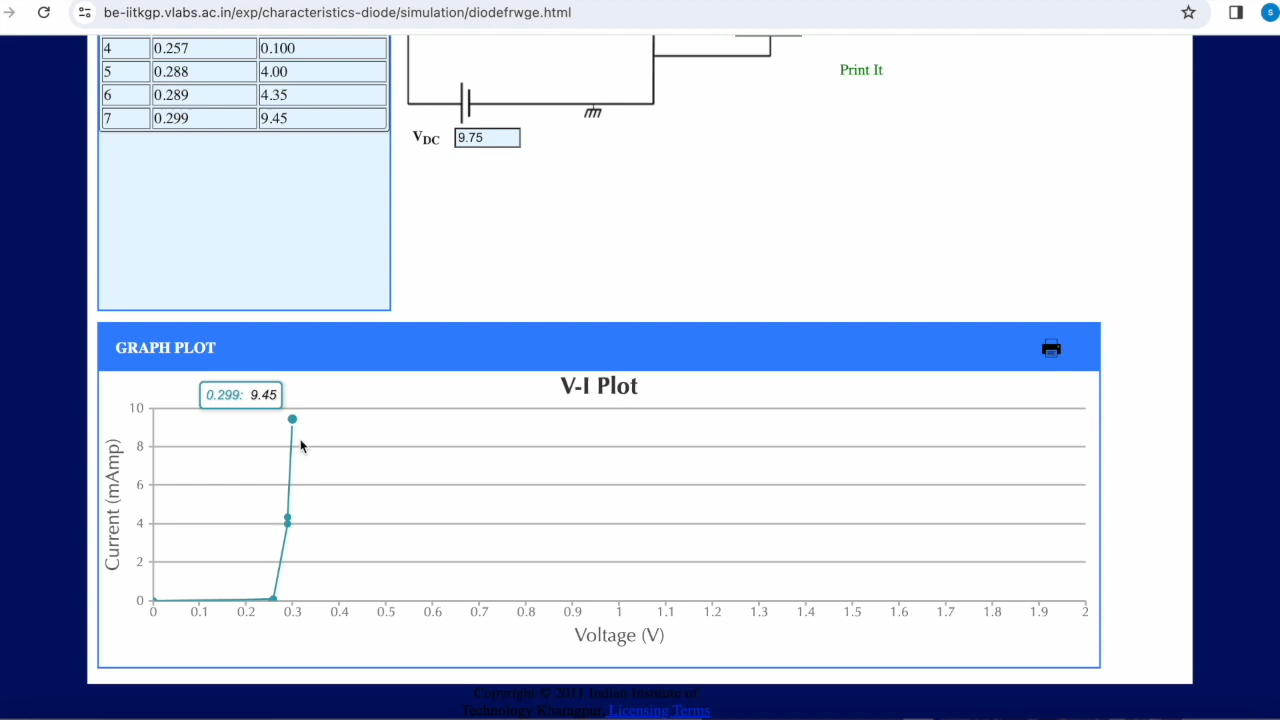 be-iitkgp.vlabs.ac.in/exp/characteristics-diode/simulation/diodefrwge.html
S
4 0.257 0.100
5 0.288 4.00
6 0.289 4.35
7 0.299 9.45
Print It
VDC 9.75
GRAPH PLOT
V-I Plot
0.299: 9.45
Current (mAmp)
10
8
6
4
2
0
0 0.1 0.2 0.3 0.4 0.5 0.6 0.7 0.8 0.9 1 1.1 1.2 1.3 1.4 1.5 1.6 1.7 1.8 1.9 2
Voltage (V)
Copyright © 2011 Indian Institute of
Technology Kharagpur, Licensing Terms